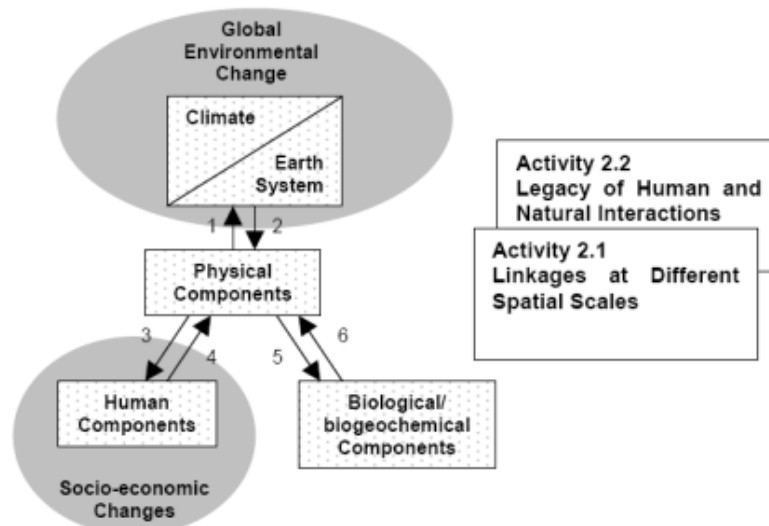 Global
Environmental
Change
Climate
Earth
System
1
2
Activity 2.2
Legacy of Human and
Natural Interactions
Activity 2.1
Linkages at Different
Spatial Scales
Physical
Components
3
4
5
6
Human
Components
Biological/
biogeochemical
Components
Socio-economic
Changes